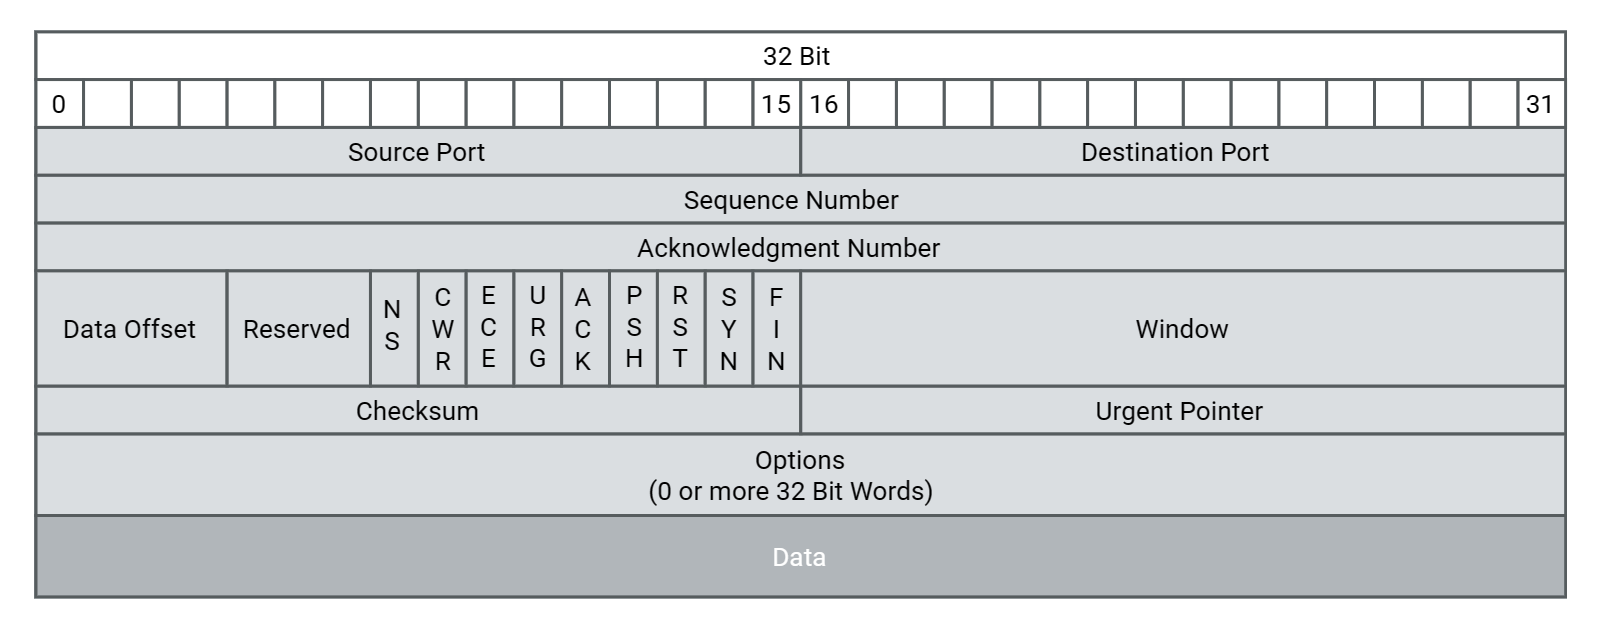 32 Bit
0 15 16 31
Source Port Destination Port
Sequence Number
Acknowledgment Number
Data Offset Reserved NS CWR ECE URG ACK PSH RST SYN FIN Window
Checksum Urgent Pointer
Options
(0 or more 32 Bit Words)
Data